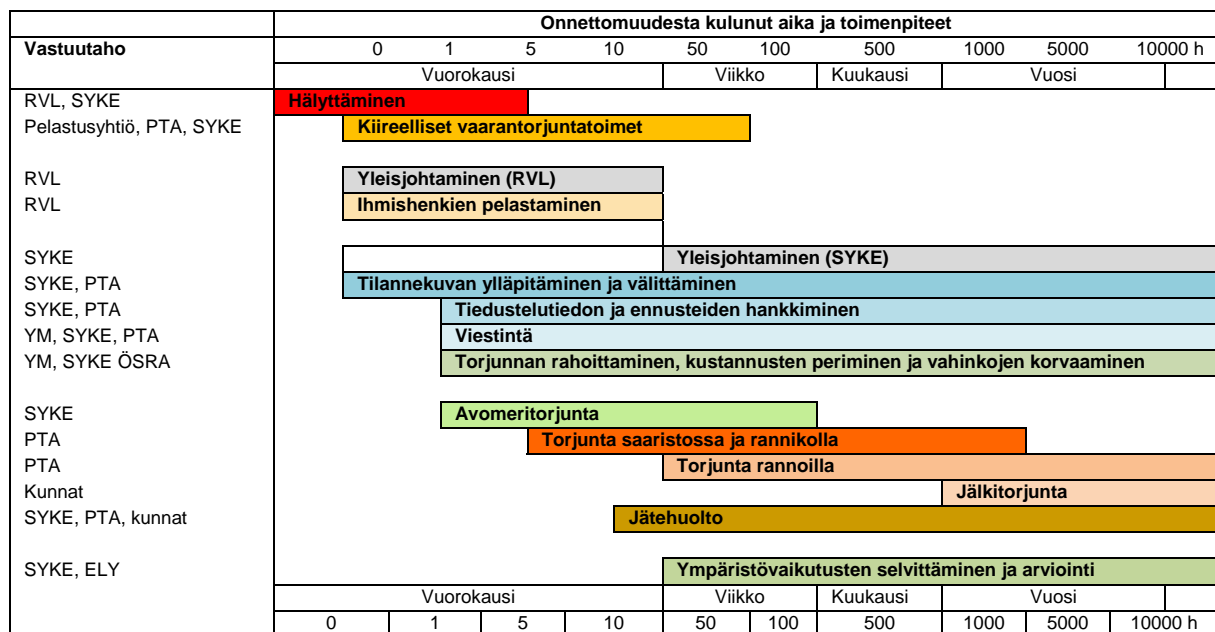 Onnettomuudesta kulunut aika ja toimenpiteet
Vastuutaho 0 1 5 10 50 100 500 1000 5000 10000 h
Vuorokausi Viikko Kuukausi Vuosi
RVL, SYKE Hälyttäminen
Pelastusyhtiö, PTA, SYKE Kiireelliset vaarantorjuntatoimet
RVL Yleisjohtaminen (RVL)
RVL Ihmishenkien pelastaminen
SYKE Yleisjohtaminen (SYKE)
SYKE, PTA Tilannekuvan ylläpitäminen ja välittäminen
SYKE, PTA Tiedustelutiedon ja ennusteiden hankkiminen
YM, SYKE, PTA Viestintä
YM, SYKE ÖSRA Torjunnan rahoittaminen, kustannusten periminen ja vahinkojen korvaaminen
SYKE Avomeritorjunta
PTA Torjunta saaristossa ja rannikolla
PTA Torjunta rannoilla
Kunnat Jälkitorjunta
SYKE, PTA, kunnat Jätehuolto
SYKE, ELY Ympäristövaikutusten selvittäminen ja arviointi
Vuorokausi Viikko Kuukausi Vuosi
0 1 5 10 50 100 500 1000 5000 10000 h